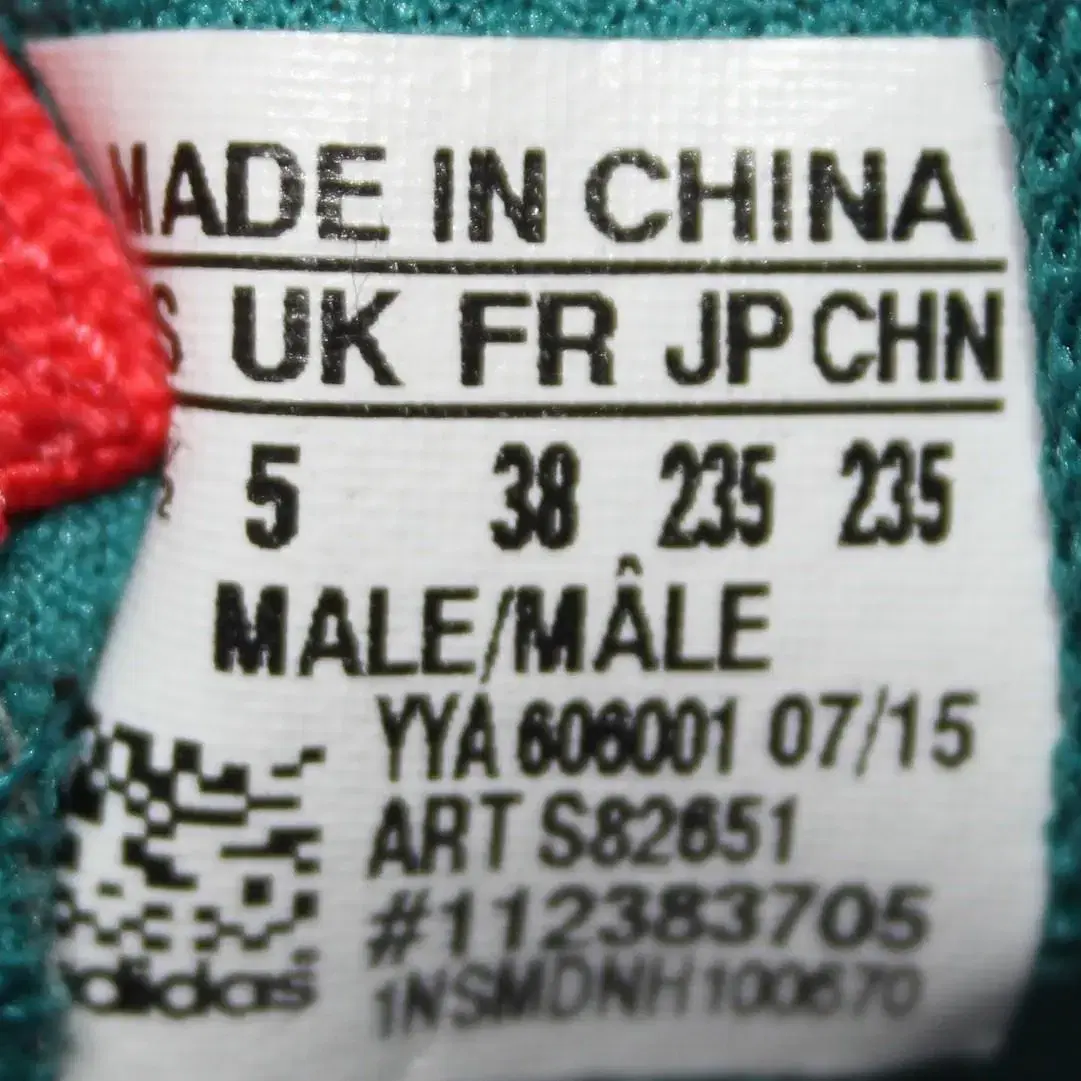 MADE IN CHINA
UK FR JP CHN
5 38 235 235
MALE/MÂLE
YYA 606001 07/15
ART S82651
#112383705
1NSMDNH100670
adidas